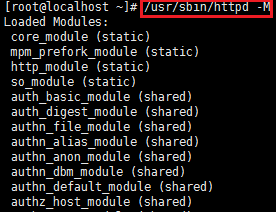 [root@localhost ~]# /usr/sbin/httpd -M
Loaded Modules:
core_module (static)
mpm_prefork_module (static)
http_module (static)
so_module (static)
auth_basic_module (shared)
auth_digest_module (shared)
authn_file_module (shared)
authn_alias_module (shared)
authn_anon_module (shared)
authn_dbm_module (shared)
authn_default_module (shared)
authz_host_module (shared)